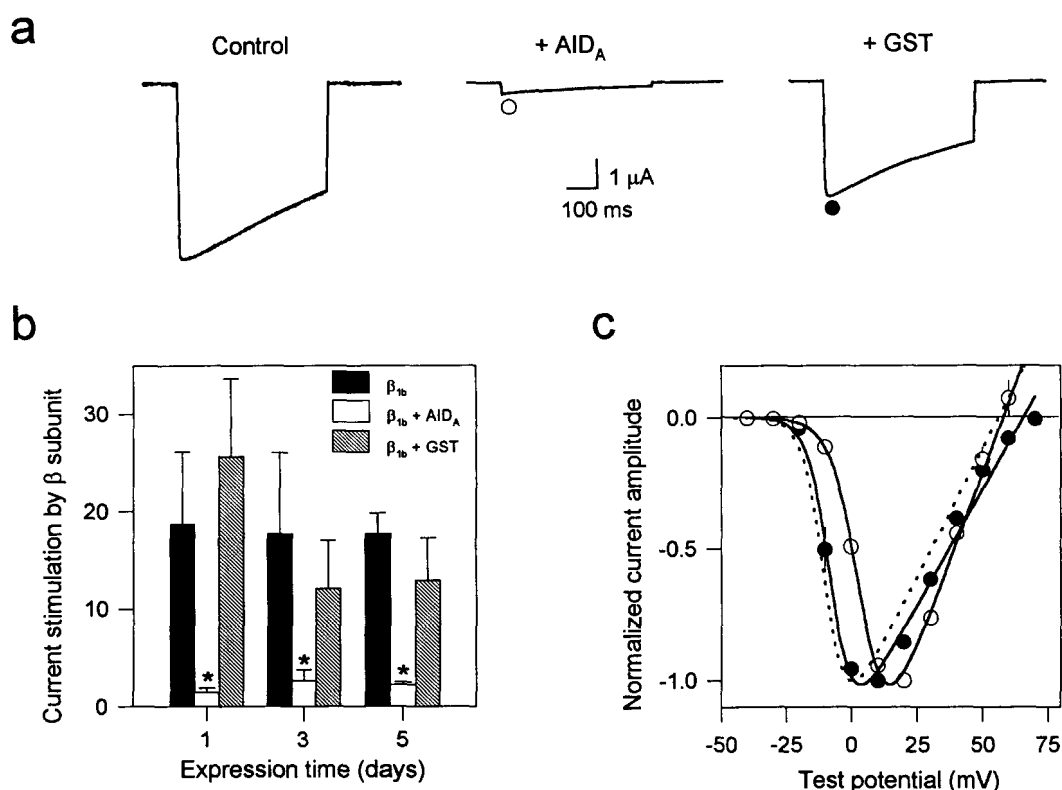 a
Control
+ AID_A
+ GST
1 μA
100 ms
b
Current stimulation by β subunit
30
20
10
0
β_1b
β_1b + AID_A
β_1b + GST
*
*
*
1
3
5
Expression time (days)
c
Normalized current amplitude
0.0
-0.5
-1.0
-50
-25
0
25
50
75
Test potential (mV)